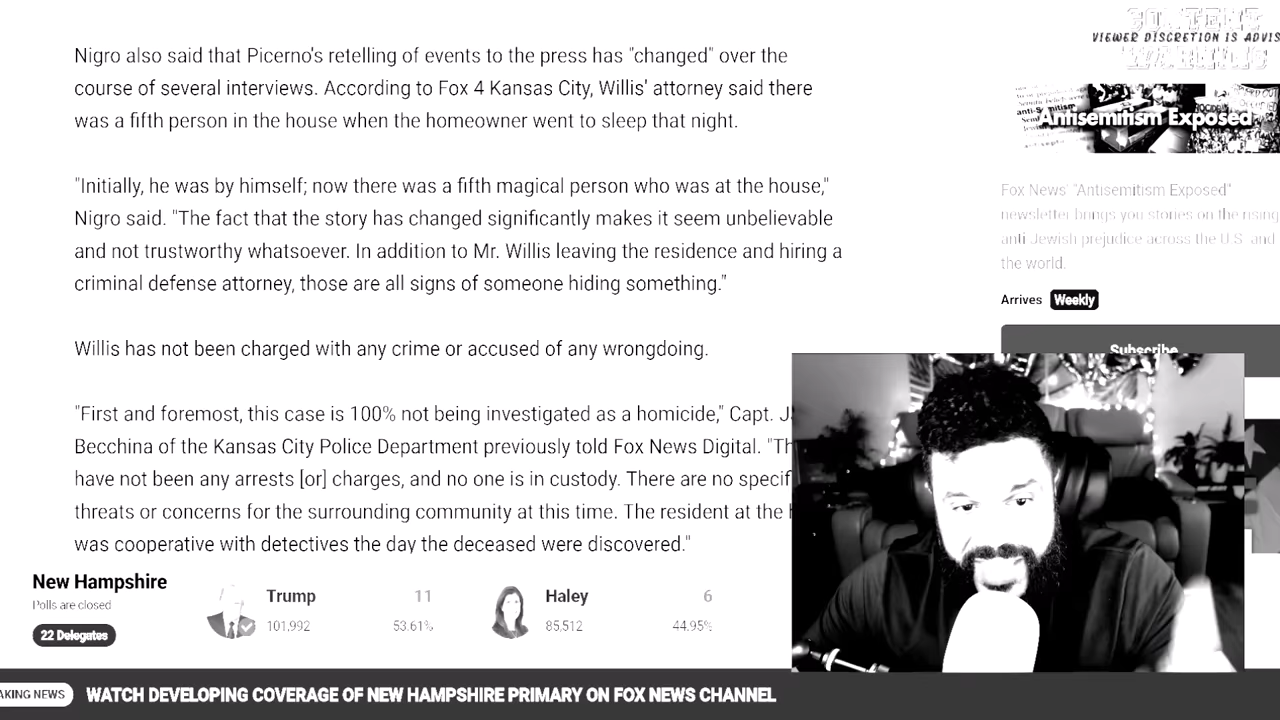 Nigro also said that Picerno's retelling of events to the press has "changed" over the
course of several interviews. According to Fox 4 Kansas City, Willis' attorney said there
was a fifth person in the house when the homeowner went to sleep that night.
"Initially, he was by himself; now there was a fifth magical person who was at the house,"
Nigro said. "The fact that the story has changed significantly makes it seem unbelievable
and not trustworthy whatsoever. In addition to Mr. Willis leaving the residence and hiring a
criminal defense attorney, those are all signs of someone hiding something."
Willis has not been charged with any crime or accused of any wrongdoing.
"First and foremost, this case is 100% not being investigated as a homicide," Capt.
Becchina of the Kansas City Police Department previously told Fox News Digital.
have not been any arrests [or] charges, and no one is in custody. There are no
threats or concerns for the surrounding community at this time. The resident at the
was cooperative with detectives the day the deceased were discovered."
CONTENT
VIEWER DISCRETION IS
WARNING
Antisemitism Exposed
Fox News' "Antisemitism Exposed"
newsletter brings you stories on the rising
anti-Jewish prejudice across the U.S. and
the world.
Arrives Weekly
Subscribe
New Hampshire
Polls are closed
22 Delegates
Trump 11
101,992 53.61%
Haley 6
85,512 44.95%
AKING NEWS WATCH DEVELOPING COVERAGE OF NEW HAMPSHIRE PRIMARY ON FOX NEWS CHANNEL